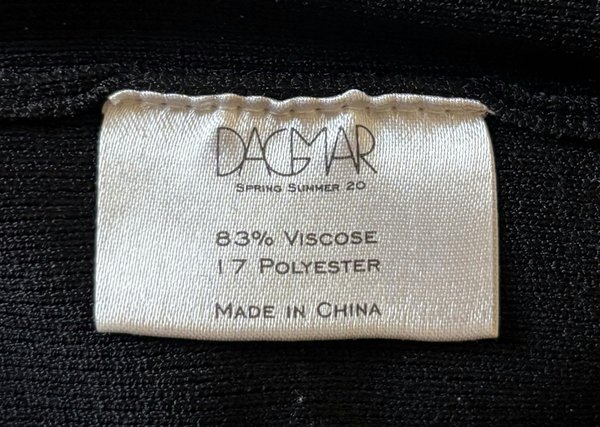 DAGMAR
SPRING SUMMER 20
83% VISCOSE
17 POLYESTER
MADE IN CHINA